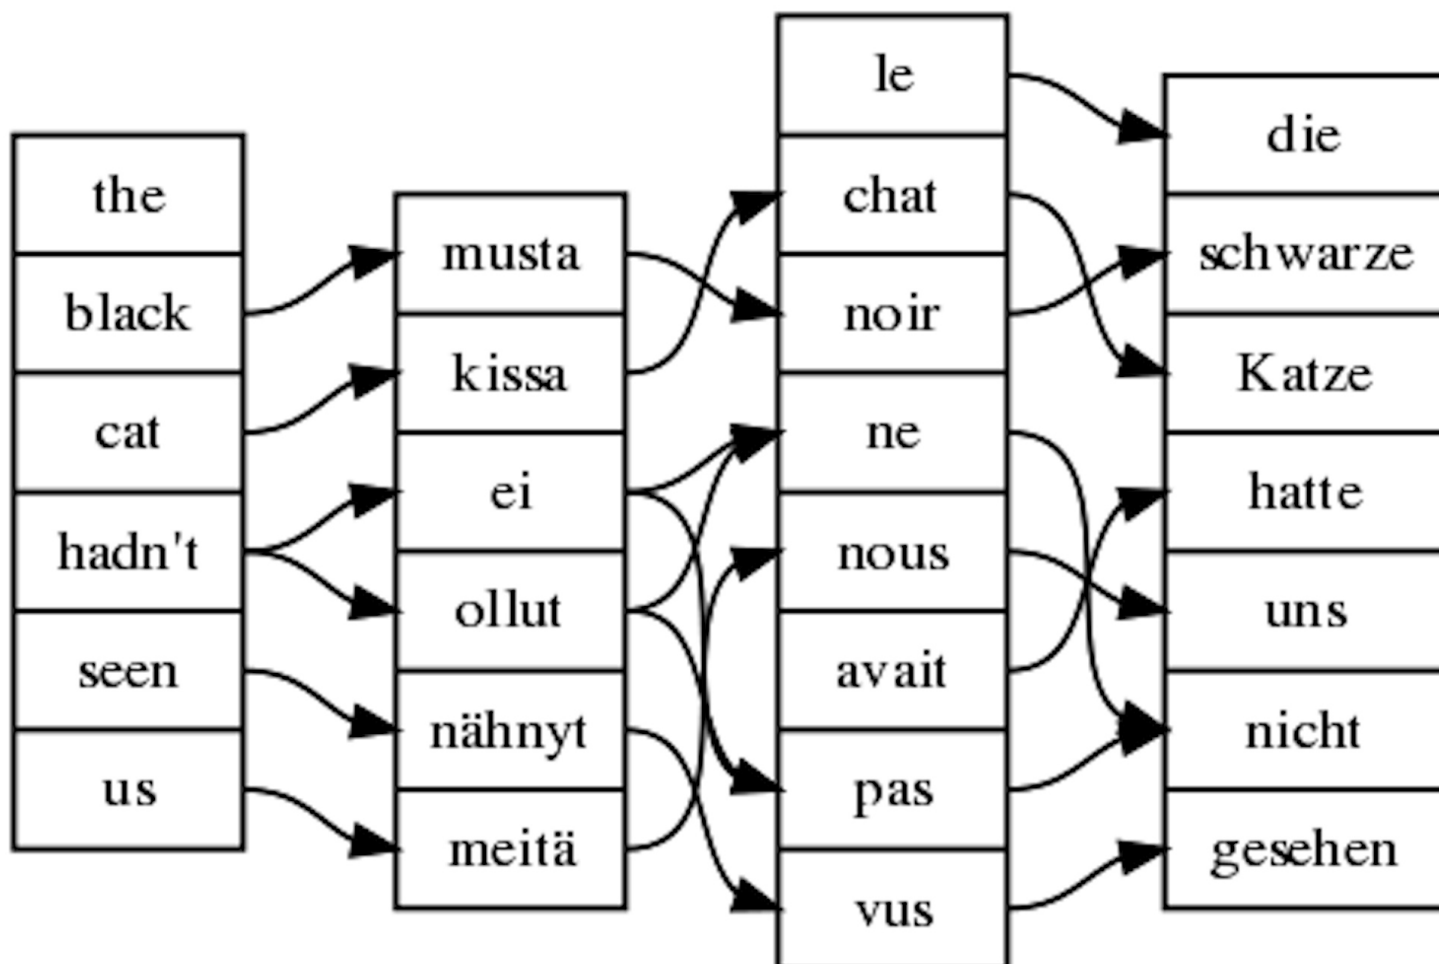 the
black
cat
hadn't
seen
us
musta
kissa
ei
ollut
nähnyt
meitä
le
chat
noir
ne
nous
avait
pas
vus
die
schwarze
Katze
hatte
uns
nicht
gesehen